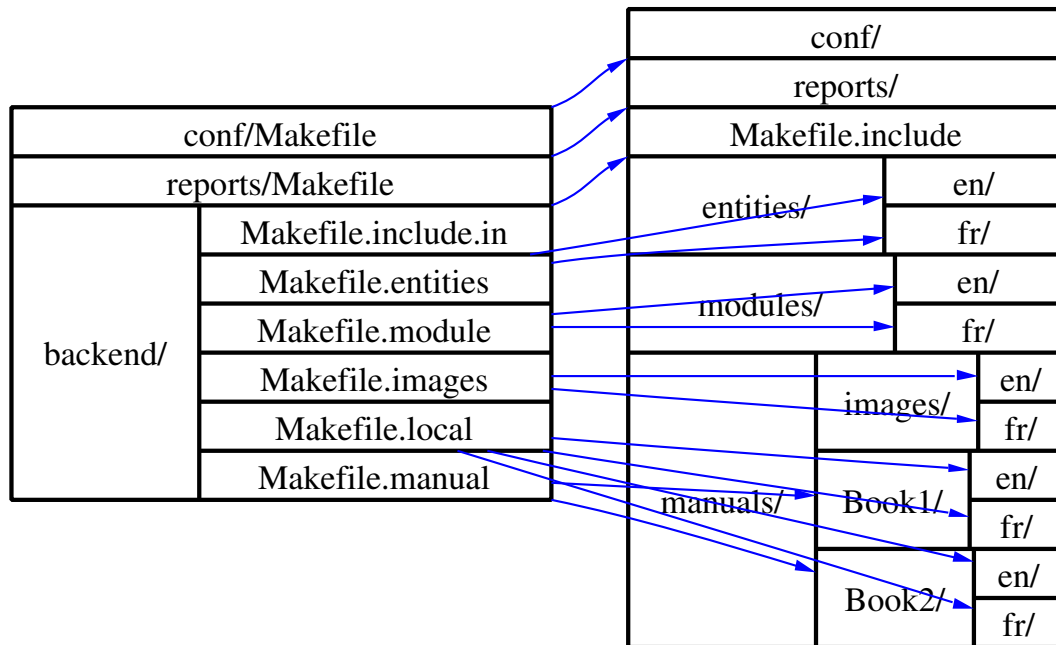 conf/Makefile
reports/Makefile
backend/
Makefile.include.in
Makefile.entities
Makefile.module
Makefile.images
Makefile.local
Makefile.manual
conf/
reports/
Makefile.include
entities/
en/
fr/
modules/
en/
fr/
manuals/
images/
en/
fr/
Book1/
en/
fr/
Book2/
en/
fr/